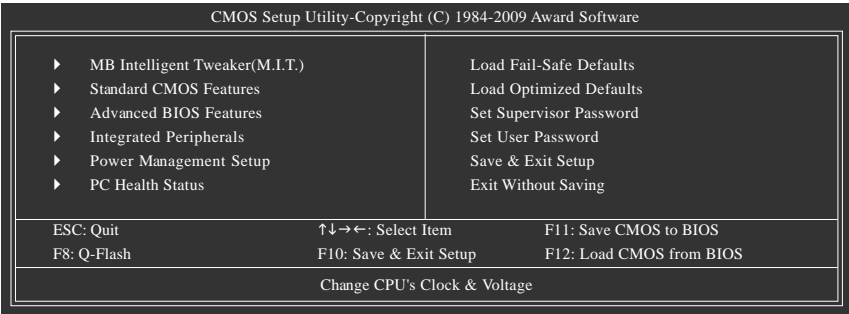 CMOS Setup Utility-Copyright (C) 1984-2009 Award Software
MB Intelligent Tweaker(M.I.T.)
Standard CMOS Features
Advanced BIOS Features
Integrated Peripherals
Power Management Setup
PC Health Status
Load Fail-Safe Defaults
Load Optimized Defaults
Set Supervisor Password
Set User Password
Save & Exit Setup
Exit Without Saving
ESC: Quit ↑↓→←: Select Item F11: Save CMOS to BIOS
F8: Q-Flash F10: Save & Exit Setup F12: Load CMOS from BIOS
Change CPU's Clock & Voltage